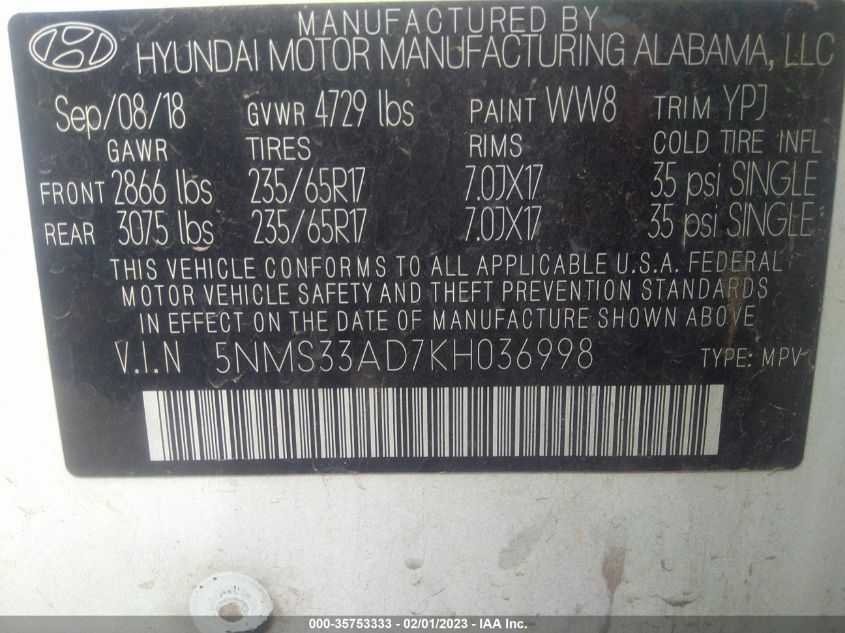 MANUFACTURED BY
HYUNDAI MOTOR MANUFACTURING ALABAMA, LLC
Sep/08/18 GVWR 4729 lbs PAINT WW8 TRIM YPJ
GAWR TIRES RIMS COLD TIRE INFL
FRONT 2866 lbs 235/65R17 7.0JX17 35 psi SINGLE
REAR 3075 lbs 235/65R17 7.0JX17 35 psi SINGLE
THIS VEHICLE CONFORMS TO ALL APPLICABLE U.S.A. FEDERAL
MOTOR VEHICLE SAFETY AND THEFT PREVENTION STANDARDS
IN EFFECT ON THE DATE OF MANUFACTURE SHOWN ABOVE
V.I.N 5NMS33AD7KH036998 TYPE: MPV
000-35753333 - 02/01/2023 - IAA Inc.